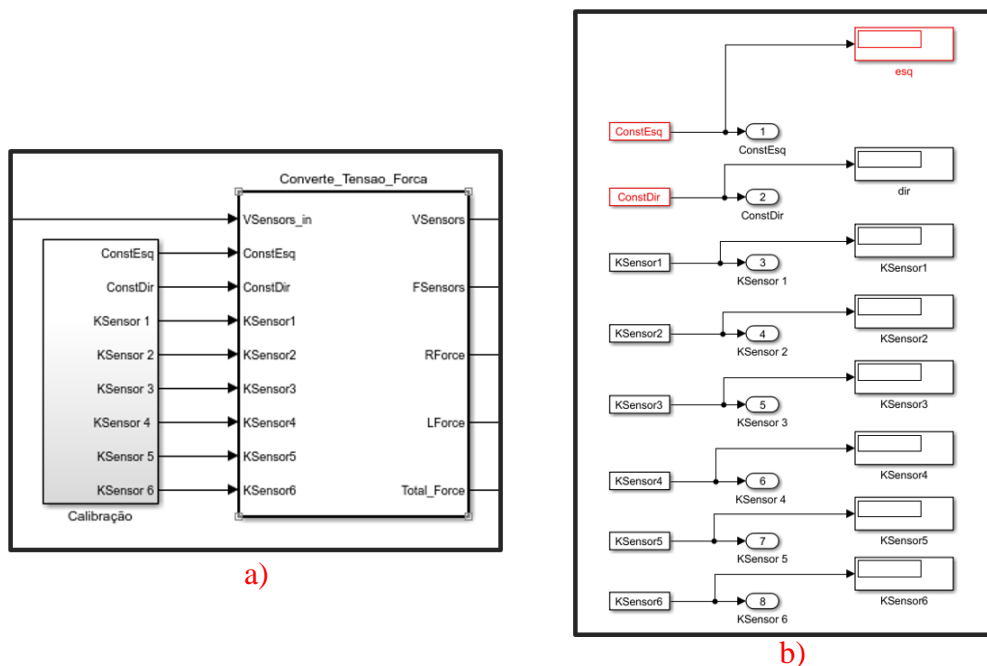 Converte_Tensao_Forca
VSensors_in
VSensors
ConstEsq
ConstEsq
ConstDir
ConstDir
FSensors
KSensor 1
KSensor1
KSensor 2
KSensor2
RForce
KSensor 3
KSensor3
KSensor 4
KSensor4
LForce
KSensor 5
KSensor5
KSensor 6
KSensor6
Total_Force
Calibração
a)
esq
ConstEsq
1
ConstEsq
dir
ConstDir
2
ConstDir
KSensor1
KSensor1
3
KSensor 1
KSensor2
KSensor2
4
KSensor 2
KSensor3
KSensor3
5
KSensor 3
KSensor4
KSensor4
6
KSensor 4
KSensor5
KSensor5
7
KSensor 5
KSensor6
KSensor6
8
KSensor 6
b)